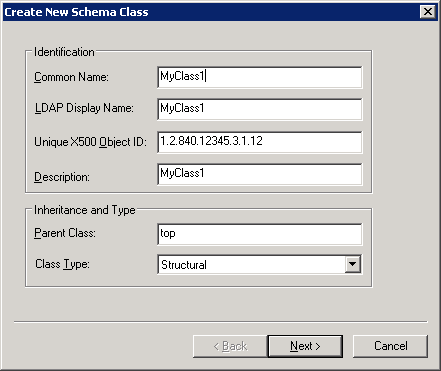 Create New Schema Class
Identification
Common Name: MyClass1
LDAP Display Name: MyClass1
Unique X500 Object ID: 1.2.840.12345.3.1.12
Description: MyClass1
Inheritance and Type
Parent Class: top
Class Type: Structural
< Back Next > Cancel